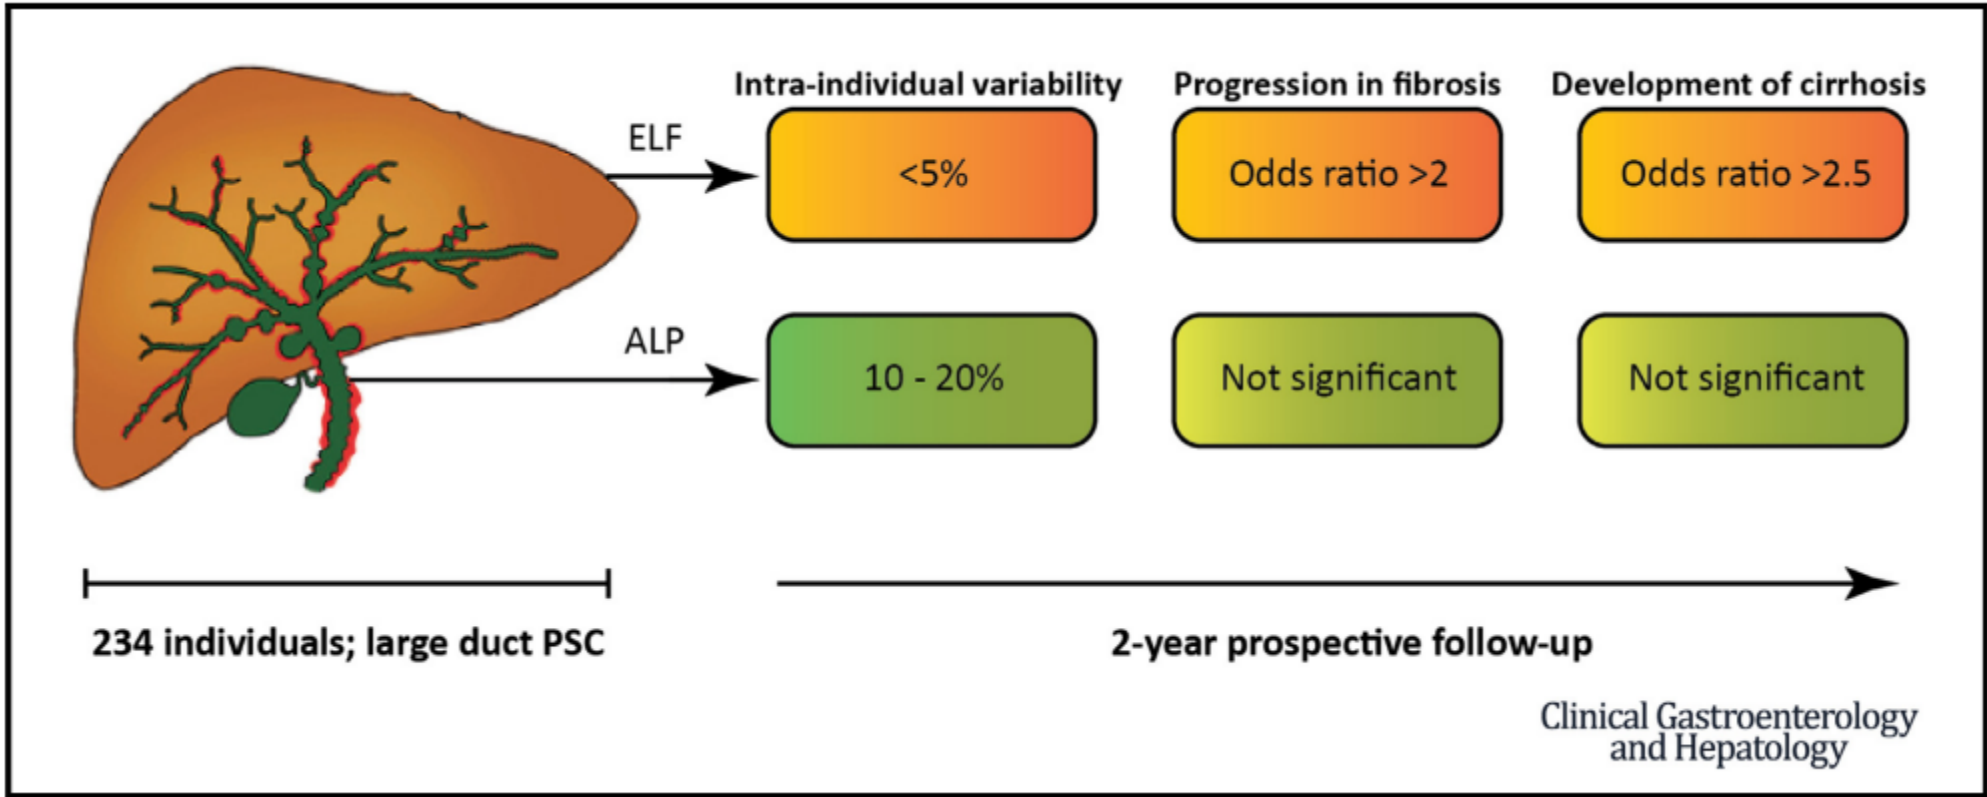 Intra-individual variability
Progression in fibrosis
Development of cirrhosis
ELF
<5%
Odds ratio >2
Odds ratio >2.5
ALP
10 - 20%
Not significant
Not significant
234 individuals; large duct PSC
2-year prospective follow-up
Clinical Gastroenterology
and Hepatology